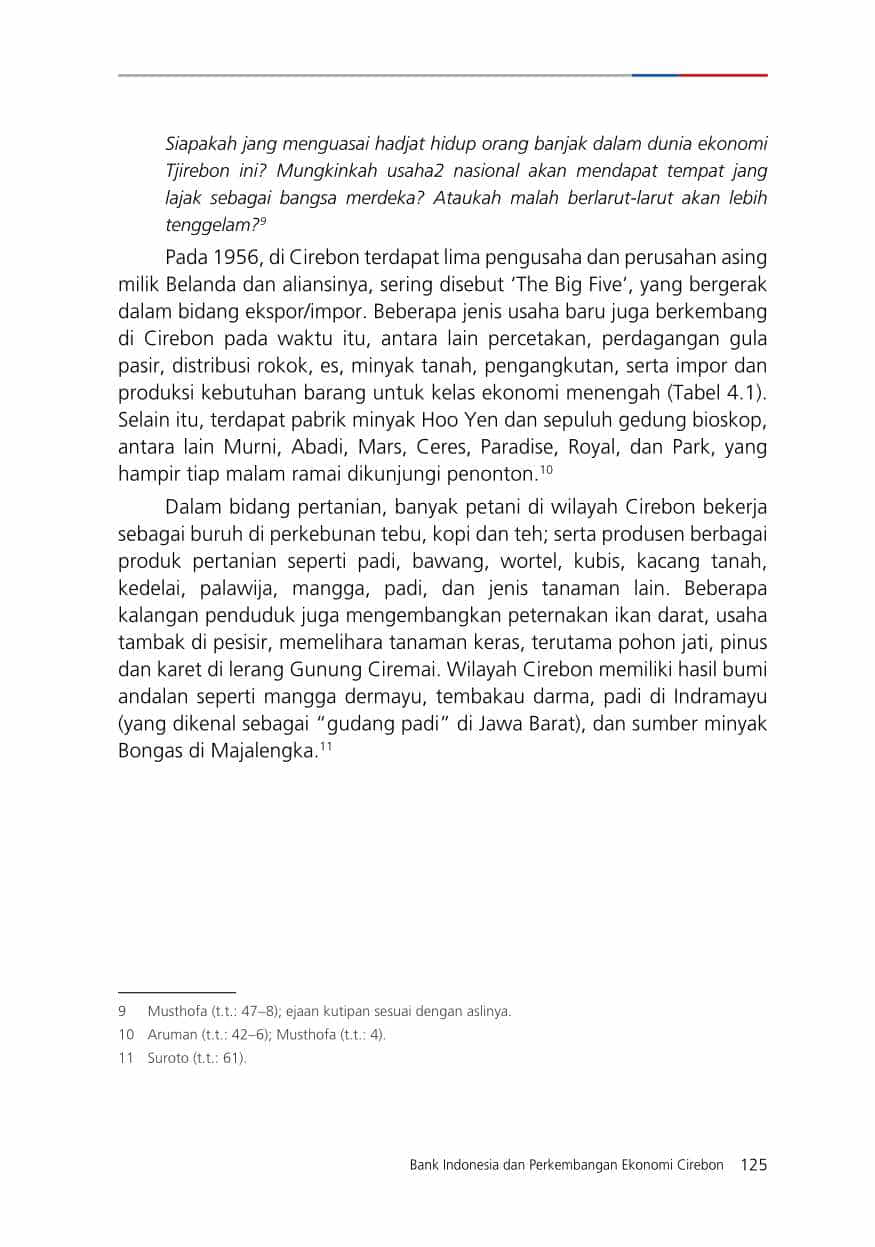 Siapakah jang menguasai hadjat hidup orang banjak dalam dunia ekonomi
Tjirebon ini? Mungkinkah usaha2 nasional akan mendapat tempat jang
lajak sebagai bangsa merdeka? Ataukah malah berlarut-larut akan lebih
tenggelam?⁹
Pada 1956, di Cirebon terdapat lima pengusaha dan perusahan asing
milik Belanda dan aliansinya, sering disebut ‘The Big Five’, yang bergerak
dalam bidang ekspor/impor. Beberapa jenis usaha baru juga berkembang
di Cirebon pada waktu itu, antara lain percetakan, perdagangan gula
pasir, distribusi rokok, es, minyak tanah, pengangkutan, serta impor dan
produksi kebutuhan barang untuk kelas ekonomi menengah (Tabel 4.1).
Selain itu, terdapat pabrik minyak Hoo Yen dan sepuluh gedung bioskop,
antara lain Murni, Abadi, Mars, Ceres, Paradise, Royal, dan Park, yang
hampir tiap malam ramai dikunjungi penonton.¹⁰
Dalam bidang pertanian, banyak petani di wilayah Cirebon bekerja
sebagai buruh di perkebunan tebu, kopi dan teh; serta produsen berbagai
produk pertanian seperti padi, bawang, wortel, kubis, kacang tanah,
kedelai, palawija, mangga, padi, dan jenis tanaman lain. Beberapa
kalangan penduduk juga mengembangkan peternakan ikan darat, usaha
tambak di pesisir, memelihara tanaman keras, terutama pohon jati, pinus
dan karet di lerang Gunung Ciremai. Wilayah Cirebon memiliki hasil bumi
andalan seperti mangga dermayu, tembakau darma, padi di Indramayu
(yang dikenal sebagai “gudang padi” di Jawa Barat), dan sumber minyak
Bongas di Majalengka.¹¹
9 Musthofa (t.t.: 47–8); ejaan kutipan sesuai dengan aslinya.
10 Aruman (t.t.: 42–6); Musthofa (t.t.: 4).
11 Suroto (t.t.: 61).
Bank Indonesia dan Perkembangan Ekonomi Cirebon 125